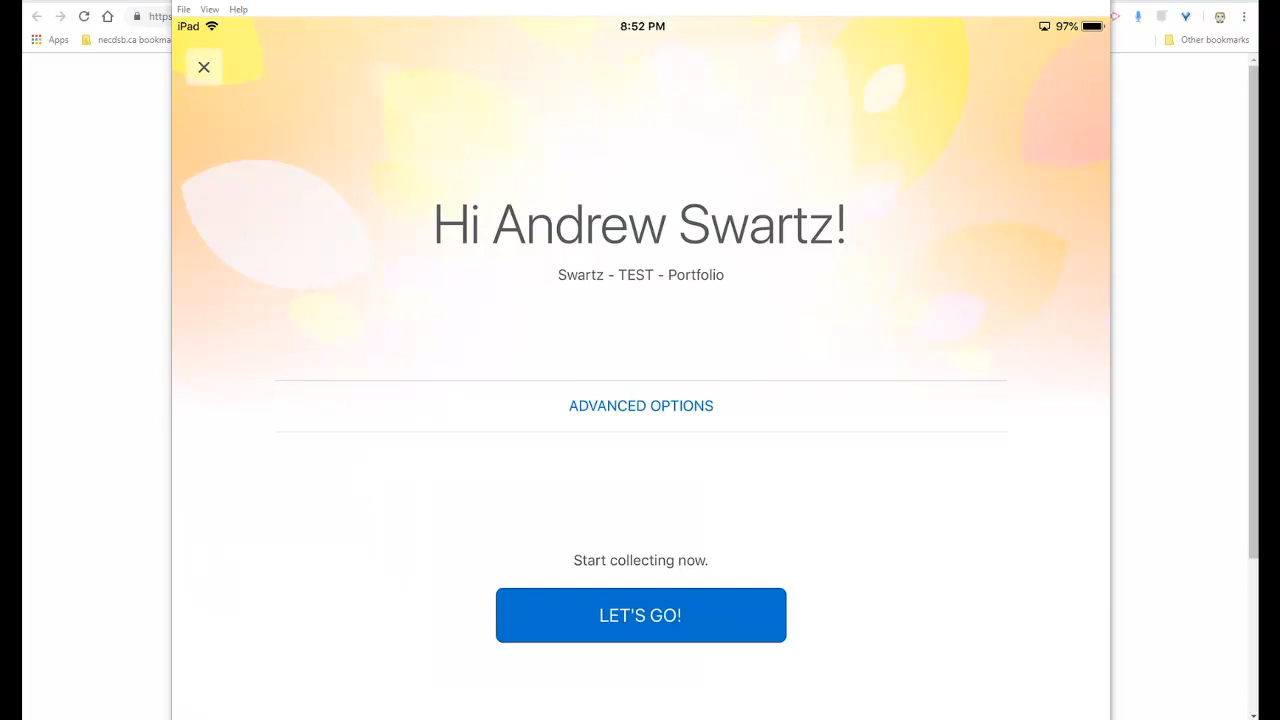 File View Help
iPad 8:52 PM 97%
https
Apps necdsb.ca bookma Other bookmarks
Hi Andrew Swartz!
Swartz - TEST - Portfolio
ADVANCED OPTIONS
Start collecting now.
LET'S GO!